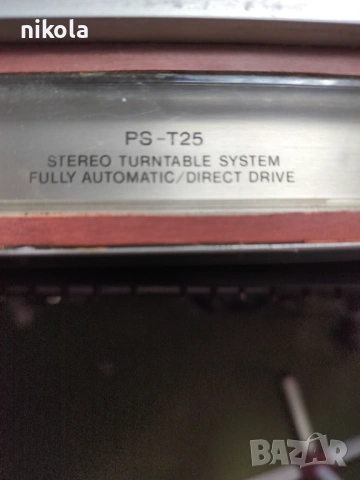 nikola
PS-T25
STEREO TURNTABLE SYSTEM
FULLY AUTOMATIC/DIRECT DRIVE
BAZAR